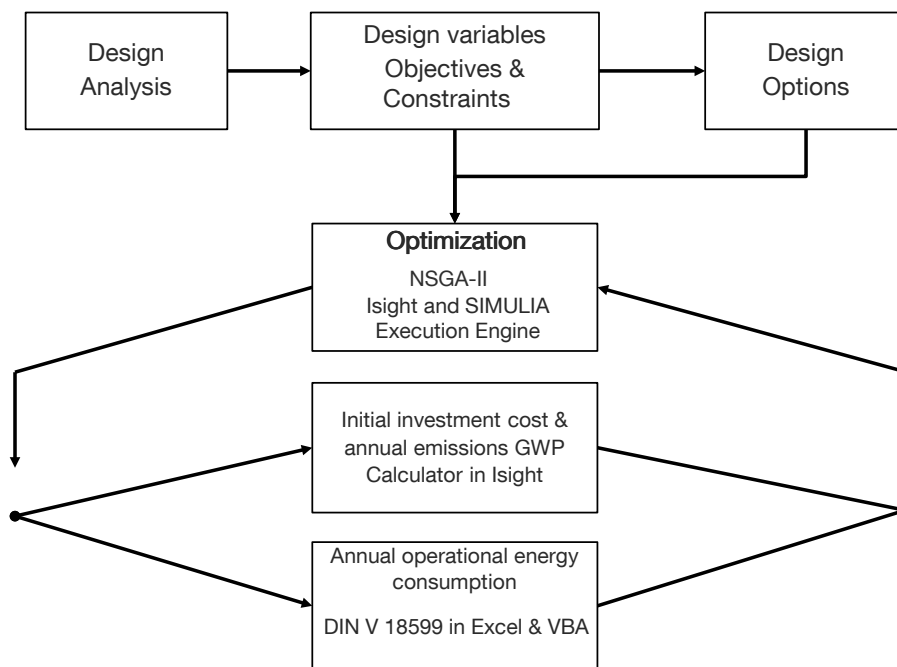 Design
Analysis
Design variables
Objectives &
Constraints
Design
Options
Optimization
NSGA-II
Isight and SIMULIA
Execution Engine
Initial investment cost &
annual emissions GWP
Calculator in Isight
Annual operational energy
consumption
DIN V 18599 in Excel & VBA